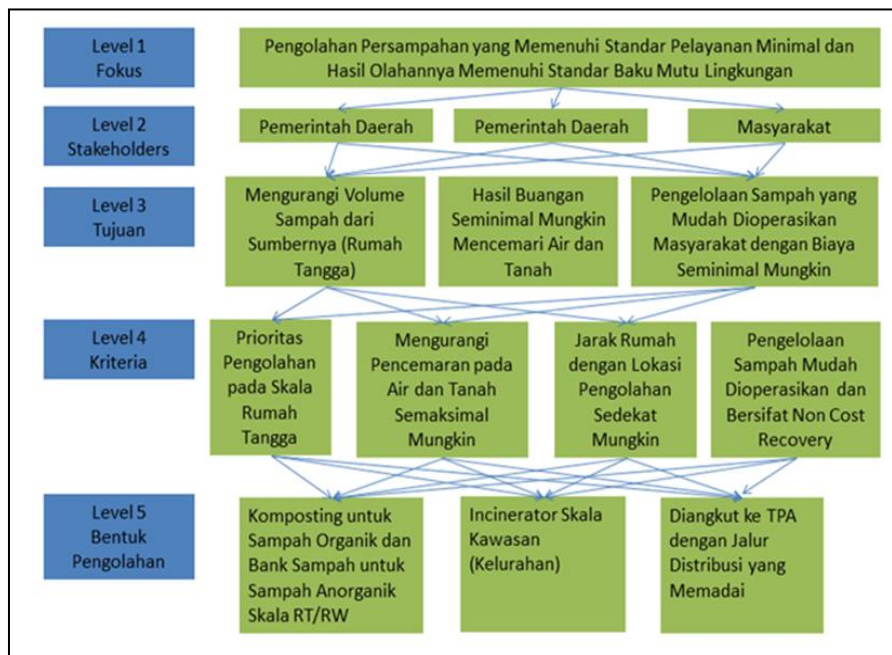 Level 1
Fokus
Pengolahan Persampahan yang Memenuhi Standar Pelayanan Minimal dan
Hasil Olahannya Memenuhi Standar Baku Mutu Lingkungan
Level 2
Stakeholders
Pemerintah Daerah
Pemerintah Daerah
Masyarakat
Level 3
Tujuan
Mengurangi Volume
Sampah dari
Sumbernya (Rumah
Tangga)
Hasil Buangan
Seminimal Mungkin
Mencemari Air dan
Tanah
Pengelolaan Sampah yang
Mudah Dioperasikan
Masyarakat dengan Biaya
Seminimal Mungkin
Level 4
Kriteria
Prioritas
Pengolahan
pada Skala
Rumah
Tangga
Mengurangi
Pencemaran pada
Air dan Tanah
Semaksimal
Mungkin
Jarak Rumah
dengan Lokasi
Pengolahan
Sedekat
Mungkin
Pengelolaan
Sampah Mudah
Dioperasikan dan
Bersifat Non Cost
Recovery
Level 5
Bentuk
Pengolahan
Komposting untuk
Sampah Organik dan
Bank Sampah untuk
Sampah Anorganik
Skala RT/RW
Incinerator Skala
Kawasan
(Kelurahan)
Diangkut ke TPA
dengan Jalur
Distribusi yang
Memadai